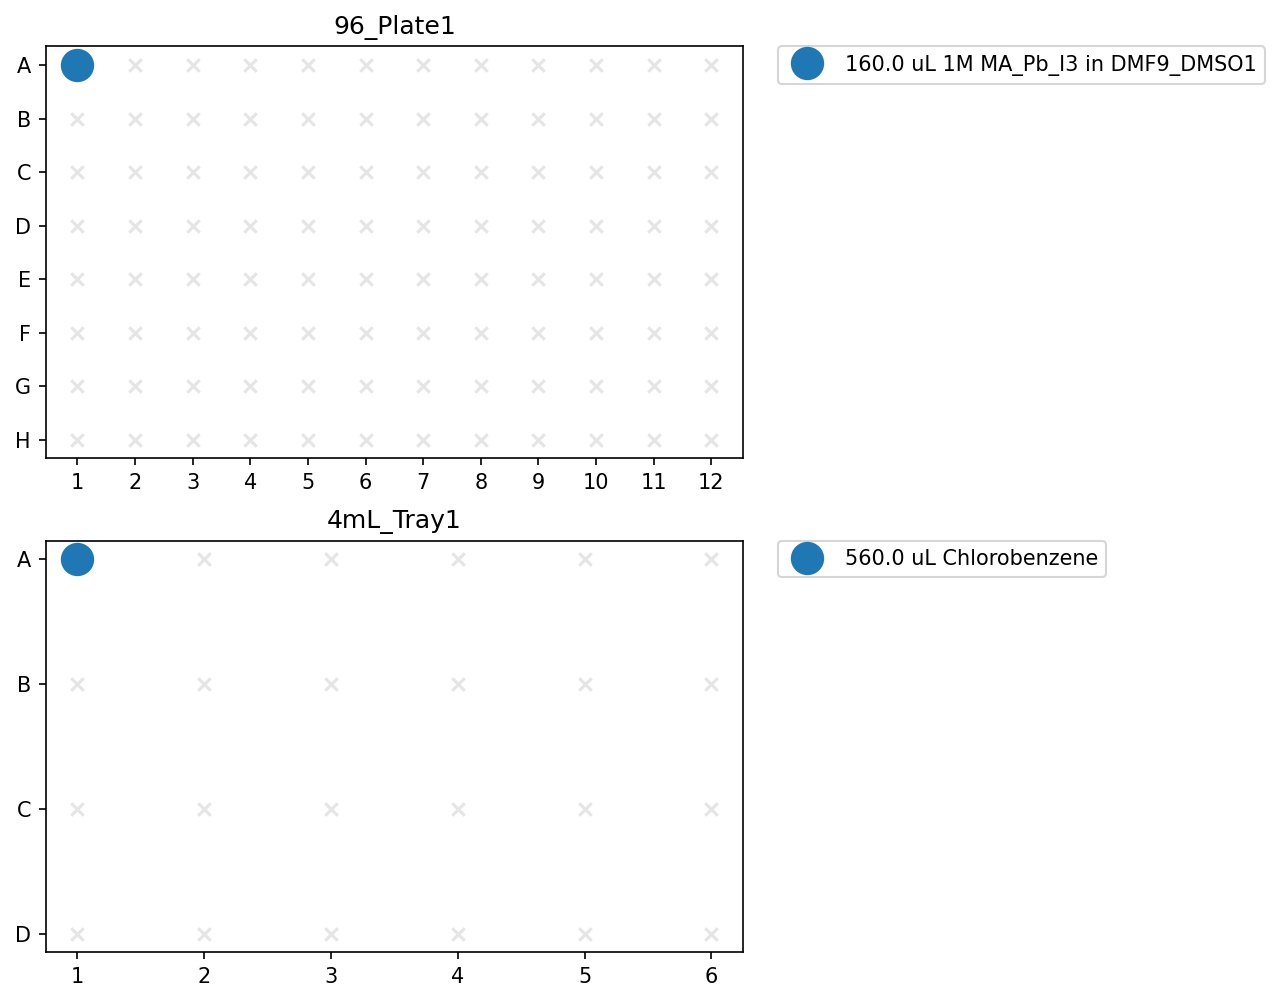 96_Plate1
A
B
C
D
E
F
G
H
1 2 3 4 5 6 7 8 9 10 11 12
160.0 uL 1M MA_Pb_I3 in DMF9_DMSO1
4mL_Tray1
A
B
C
D
1 2 3 4 5 6
560.0 uL Chlorobenzene